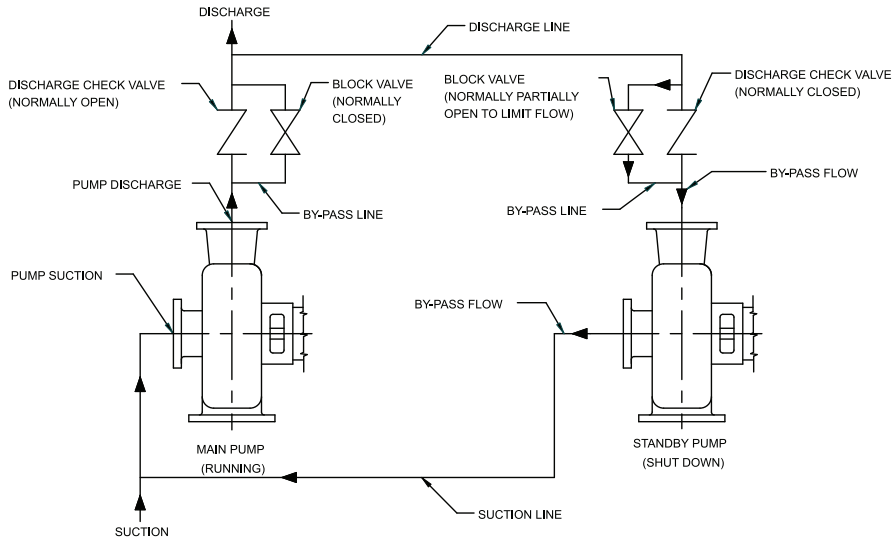 DISCHARGE
DISCHARGE LINE
DISCHARGE CHECK VALVE
(NORMALLY OPEN)
BLOCK VALVE
(NORMALLY
CLOSED)
BLOCK VALVE
(NORMALLY PARTIALLY
OPEN TO LIMIT FLOW)
DISCHARGE CHECK VALVE
(NORMALLY CLOSED)
PUMP DISCHARGE
BY-PASS LINE
BY-PASS LINE
BY-PASS FLOW
PUMP SUCTION
BY-PASS FLOW
MAIN PUMP
(RUNNING)
STANDBY PUMP
(SHUT DOWN)
SUCTION
SUCTION LINE